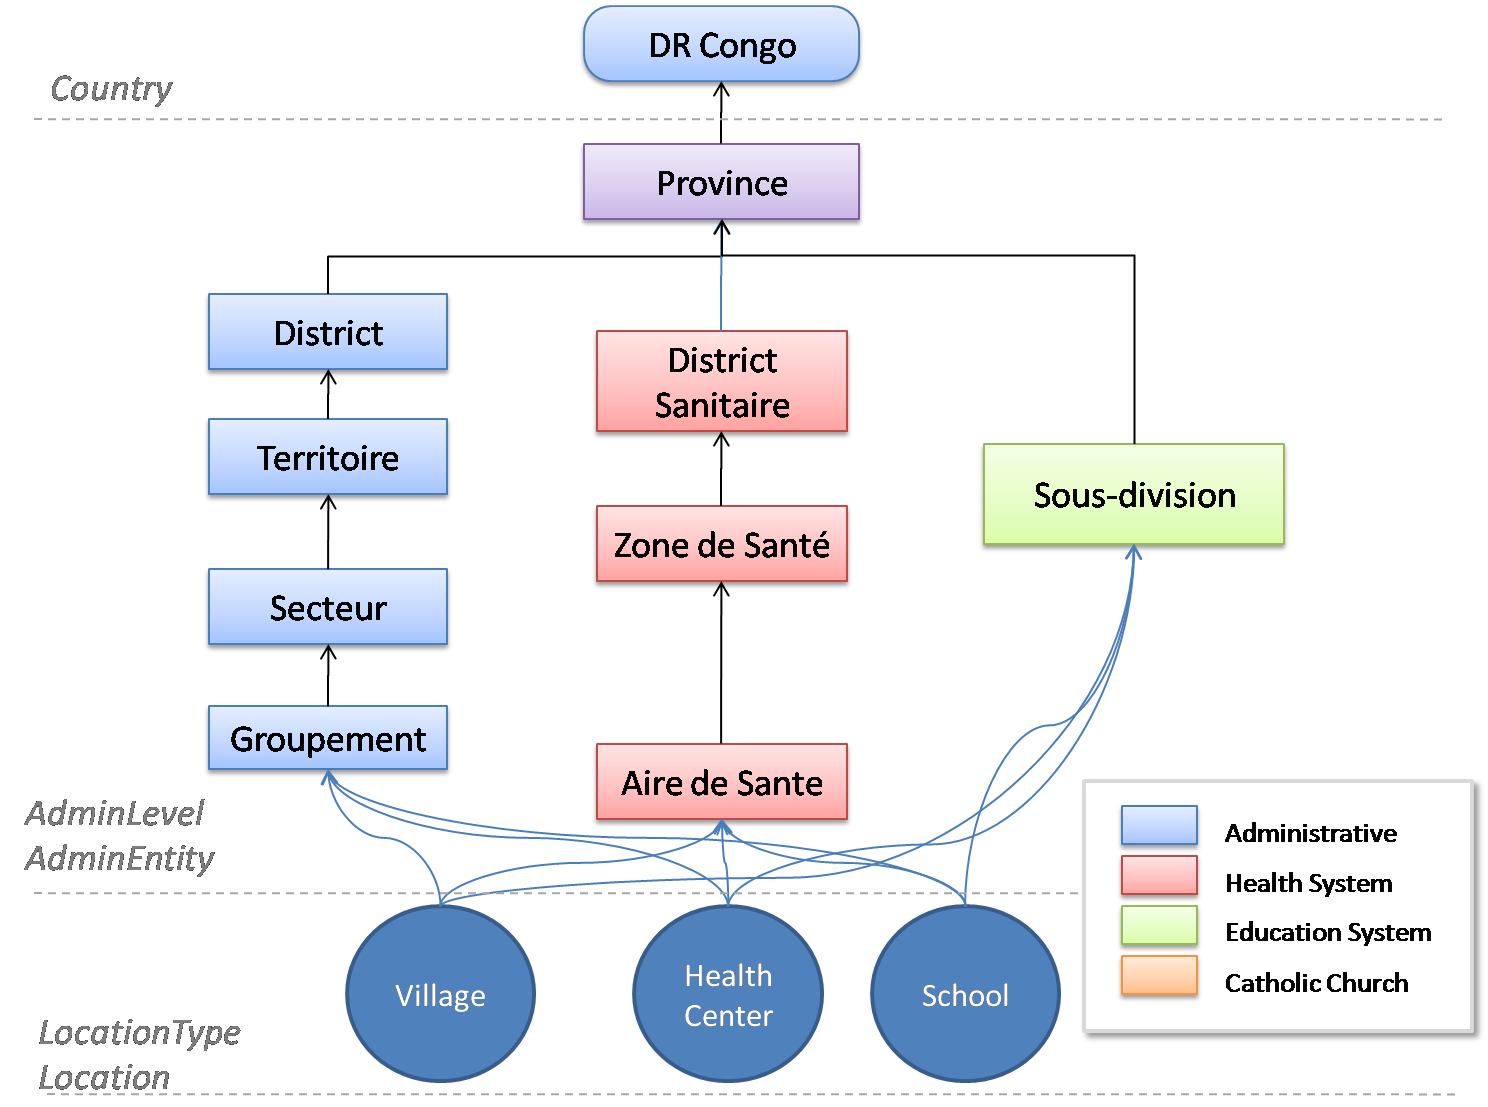 DR Congo
Country
Province
District
District
Sanitaire
Territoire
Sous-division
Zone de Santé
Secteur
Groupement
Aire de Sante
AdminLevel
AdminEntity
Administrative
Health System
Education System
Catholic Church
Village
Health
Center
School
LocationType
Location